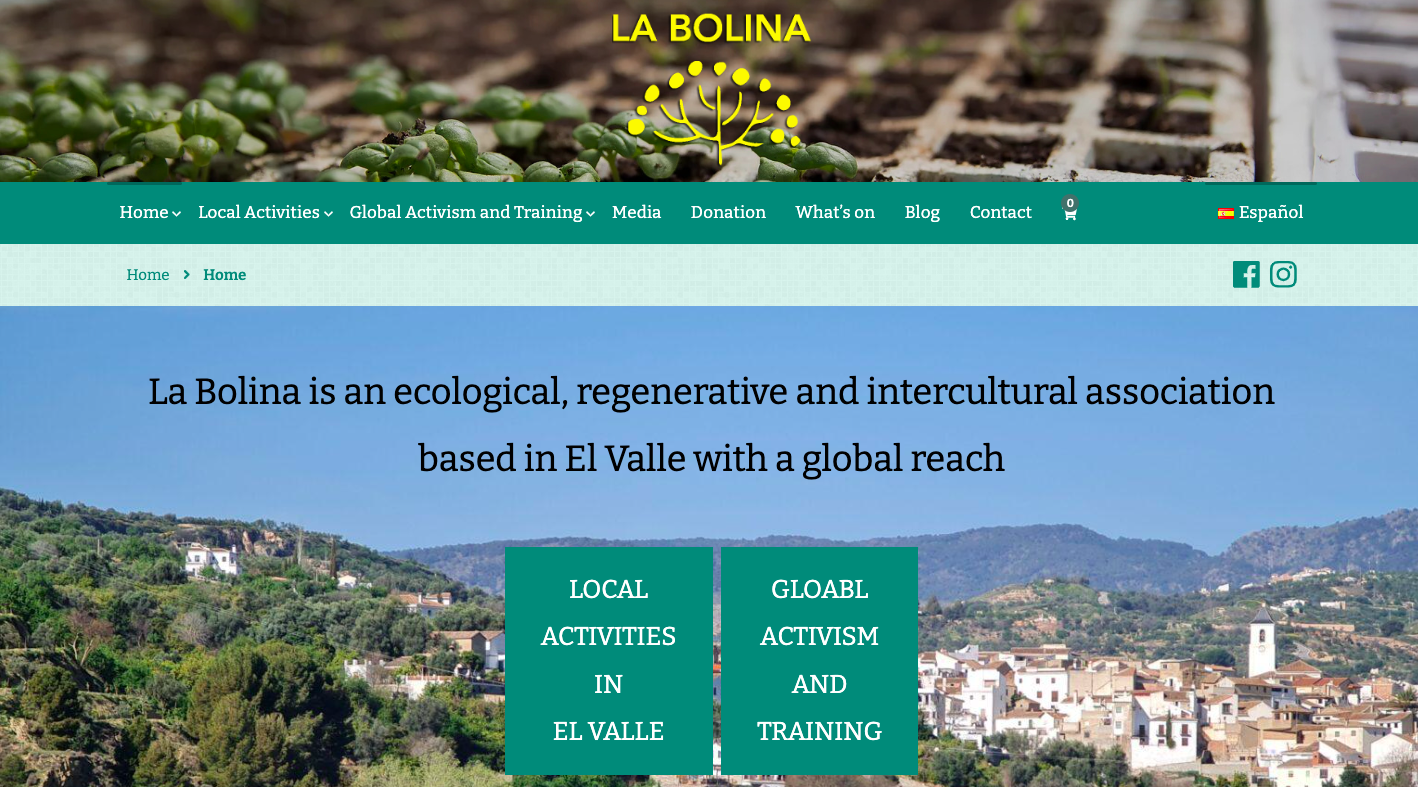 LA BOLINA
Home Local Activities Global Activism and Training Media Donation What's on Blog Contact 0 Español
Home > Home
La Bolina is an ecological, regenerative and intercultural association
based in El Valle with a global reach
LOCAL
ACTIVITIES
IN
EL VALLE
GLOABL
ACTIVISM
AND
TRAINING